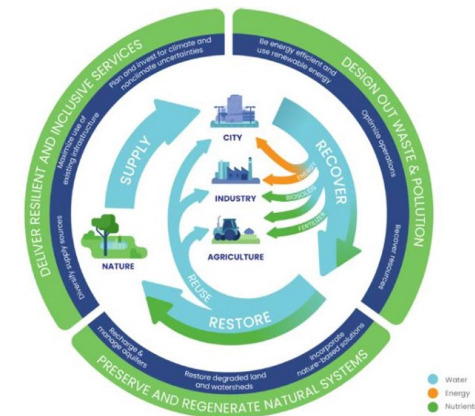 DELIVER RESILIENT AND INCLUSIVE SERVICES
Plan and invest for climate and
nonclimate uncertainties
Maximize use of
existing infrastructure
Diversify supply sources
DESIGN OUT WASTE & POLLUTION
Be energy efficient and
use renewable energy
Optimize operations
Recover resources
PRESERVE AND REGENERATE NATURAL SYSTEMS
Incorporate
nature-based solutions
Restore degraded land
and watersheds
Recharge &
manage aquifers
SUPPLY
CITY
INDUSTRY
AGRICULTURE
NATURE
RECOVER
ENERGY
BIOSOLIDS
FERTILIZER
REUSE
RESTORE
Water
Energy
Nutrient